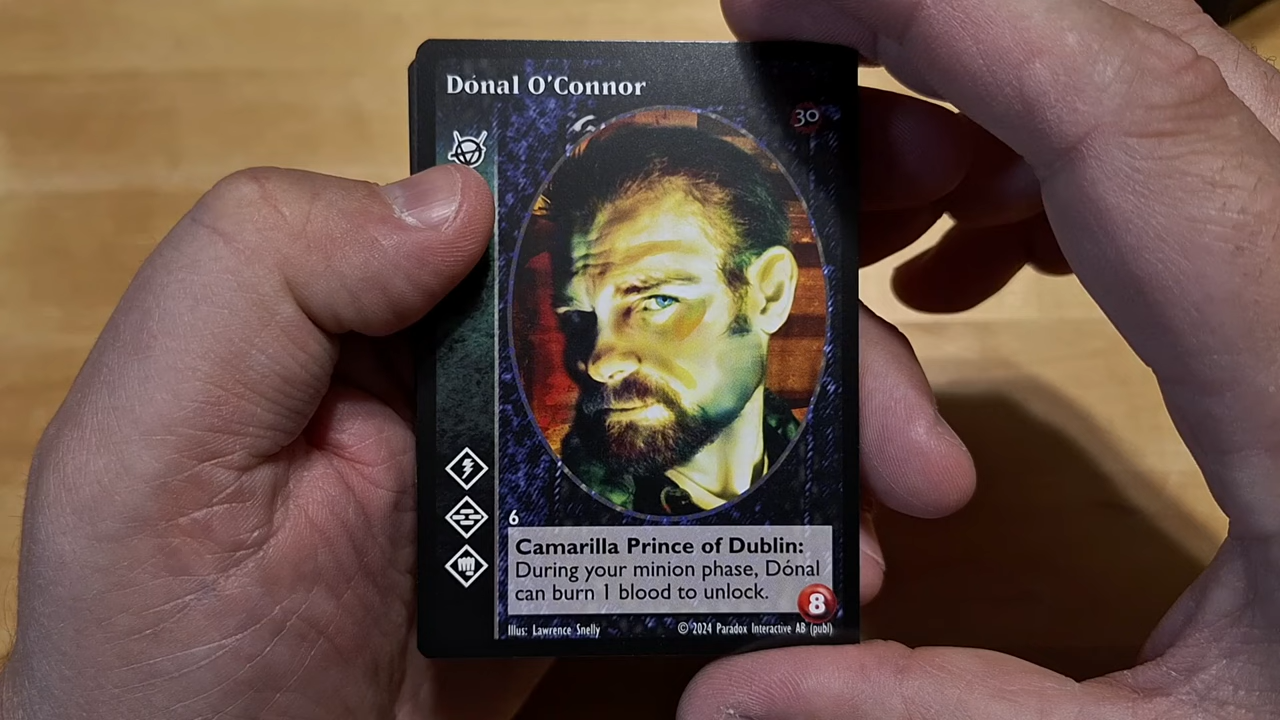 Dónal O'Connor
30
6
Camarilla Prince of Dublin:
During your minion phase, Dónal
can burn 1 blood to unlock.
8
Illus: Lawrence Snelly
© 2024 Paradox Interactive AB (publ)